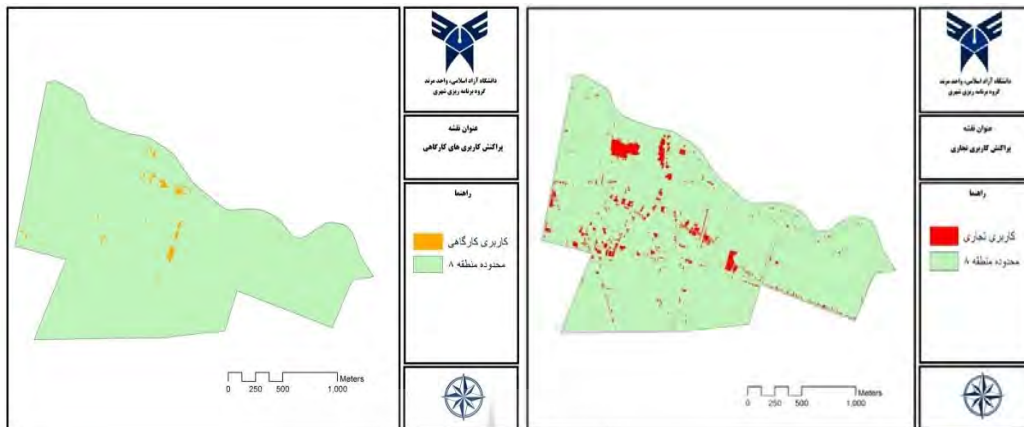 دانشگاه آزاد اسلامی، واحد مرند
گروه برنامه ریزی شهری
عنوان نقشه
پراکنش کاربری های کارگاهی
راهنما
کاربری کارگاهی
محدوده منطقه ۸
Meters
0 250 500 1,000
دانشگاه آزاد اسلامی، واحد مرند
گروه برنامه ریزی شهری
عنوان نقشه
پراکنش کاربری تجاری
راهنما
کاربری تجاری
محدوده منطقه ۸
Meters
0 250 500 1,000